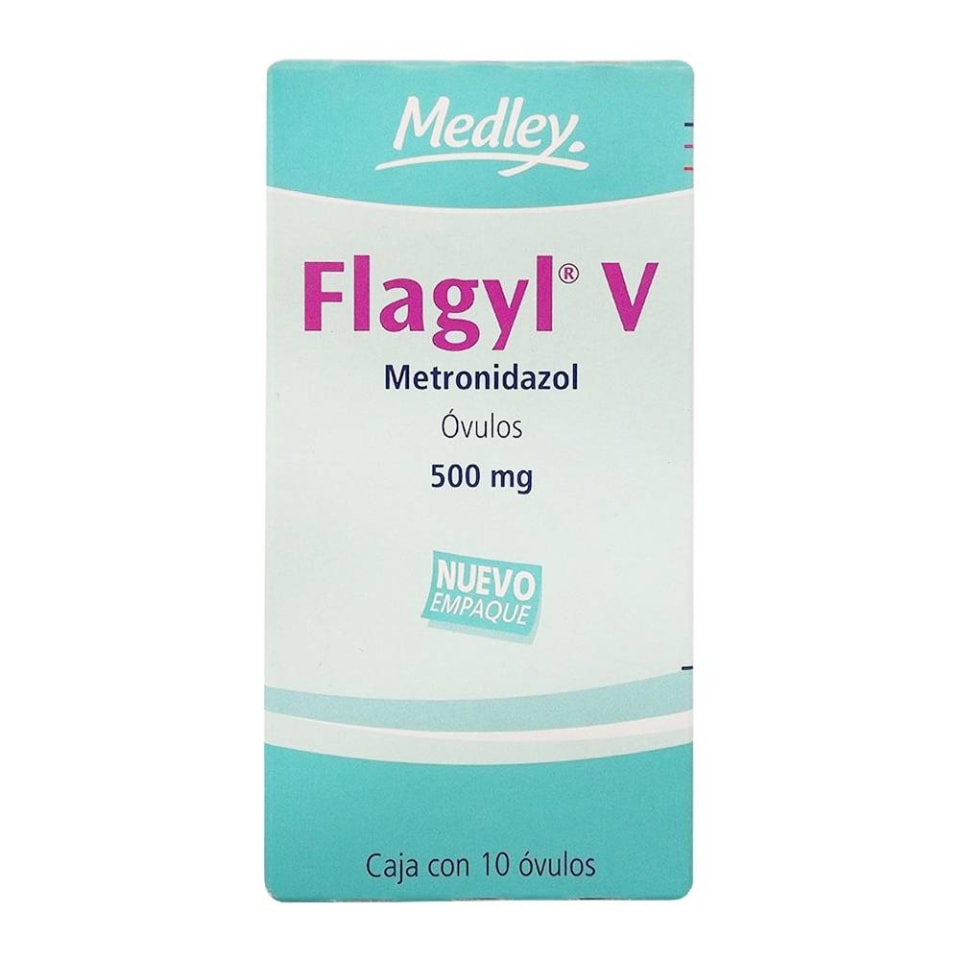 Medley.
Flagyl® V
Metronidazol
Óvulos
500 mg
NUEVO
EMPAQUE
Caja con 10 óvulos